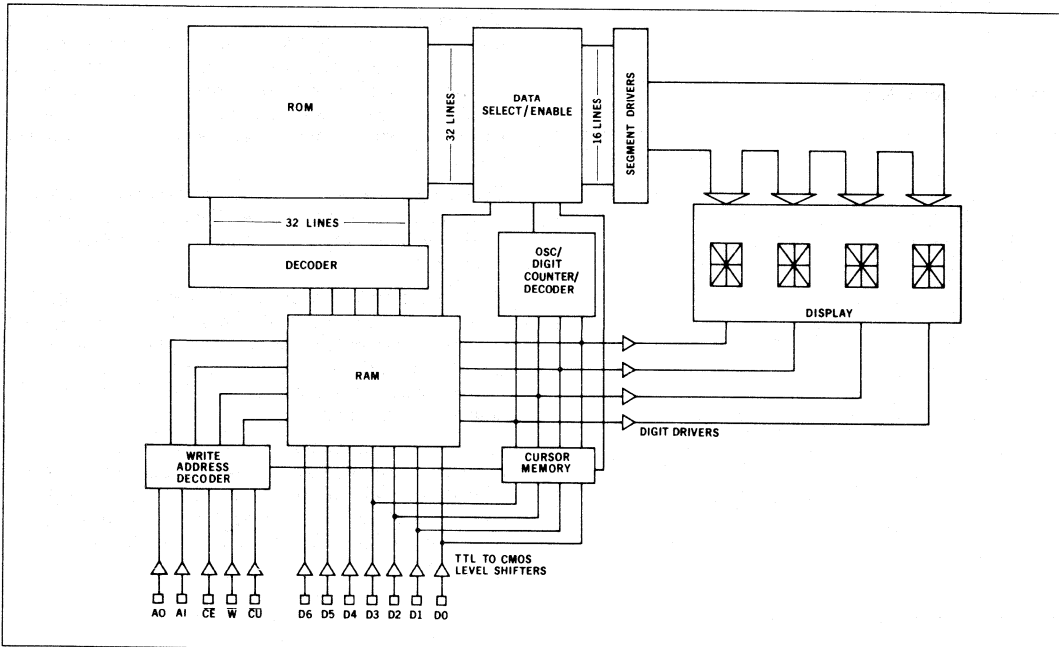 ROM
32 LINES
DATA
SELECT/ENABLE
16 LINES
SEGMENT DRIVERS
32 LINES
DECODER
OSC/
DIGIT
COUNTER/
DECODER
DISPLAY
RAM
DIGIT DRIVERS
WRITE
ADDRESS
DECODER
CURSOR
MEMORY
TTL TO CMOS
LEVEL SHIFTERS
A0 A1 C̅E̅ W̅ C̅U̅ D6 D5 D4 D3 D2 D1 D0